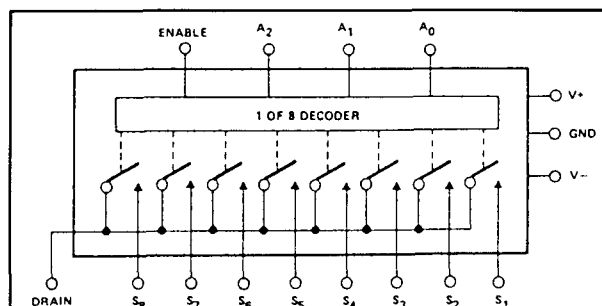 ENABLE A2 A1 A0
V+
1 OF 8 DECODER
GND
V−
DRAIN S8 S7 S6 S5 S4 S3 S2 S1